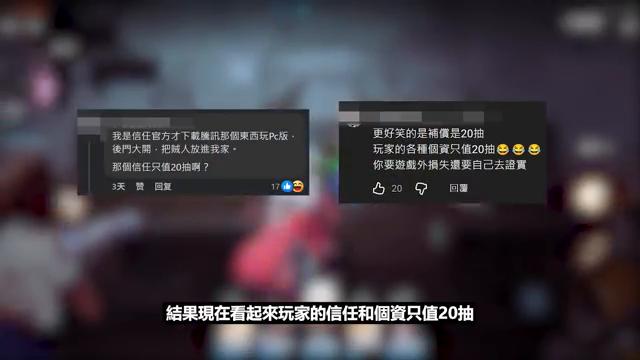 我是信任官方才下載騰訊那個東西玩Pc版，
後門大開，把賊人放進我家。
那個信任只值20抽啊？
3天 赞 回复 17
更好笑的是補償是20抽
玩家的各種個資只值20抽😂😂😂
你要遊戲外損失還要自己去證實
20 回覆
結果現在看起來玩家的信任和個資只值20抽